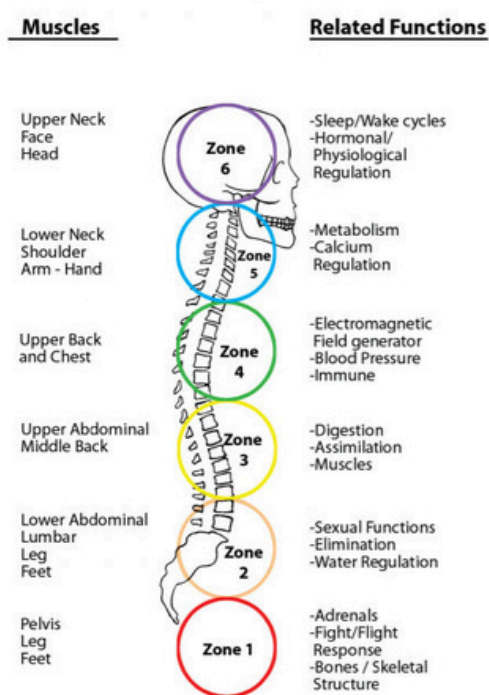 Muscles
Related Functions
Upper Neck
Face
Head
Zone
6
-Sleep/Wake cycles
-Hormonal/
Physiological
Regulation
Lower Neck
Shoulder
Arm - Hand
Zone
5
-Metabolism
-Calcium
Regulation
Upper Back
and Chest
Zone
4
-Electromagnetic
Field generator
-Blood Pressure
-Immune
Upper Abdominal
Middle Back
Zone
3
-Digestion
-Assimilation
-Muscles
Lower Abdominal
Lumbar
Leg
Feet
Zone
2
-Sexual Functions
-Elimination
-Water Regulation
Pelvis
Leg
Feet
Zone 1
-Adrenals
-Fight/Flight
Response
-Bones / Skeletal
Structure